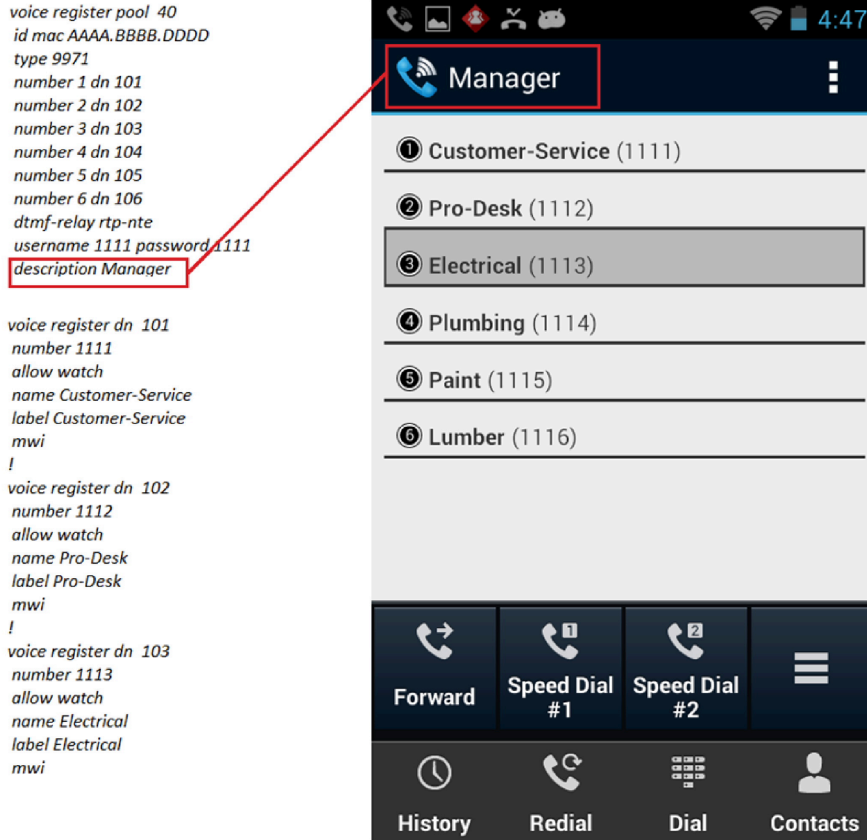 voice register pool 40
id mac AAAA.BBBB.DDDD
type 9971
number 1 dn 101
number 2 dn 102
number 3 dn 103
number 4 dn 104
number 5 dn 105
number 6 dn 106
dtmf-relay rtp-nte
username 1111 password 1111
description Manager
voice register dn 101
number 1111
allow watch
name Customer-Service
label Customer-Service
mwi
!
voice register dn 102
number 1112
allow watch
name Pro-Desk
label Pro-Desk
mwi
!
voice register dn 103
number 1113
allow watch
name Electrical
label Electrical
mwi
4:47
Manager
1 Customer-Service (1111)
2 Pro-Desk (1112)
3 Electrical (1113)
4 Plumbing (1114)
5 Paint (1115)
6 Lumber (1116)
1 2
Forward Speed Dial #1 Speed Dial #2
History Redial Dial Contacts